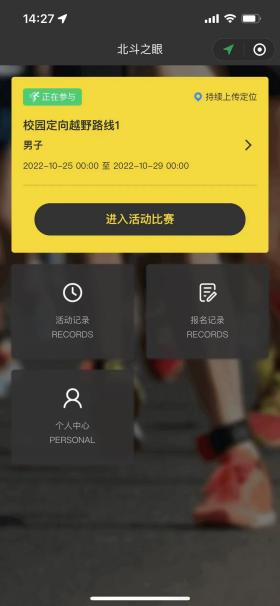 14:27
北斗之眼
正在参与
持续上传定位
校园定向越野路线1
男子
2022-10-25 00:00 至 2022-10-29 00:00
进入活动比赛
活动记录
RECORDS
报名记录
RECORDS
个人中心
PERSONAL